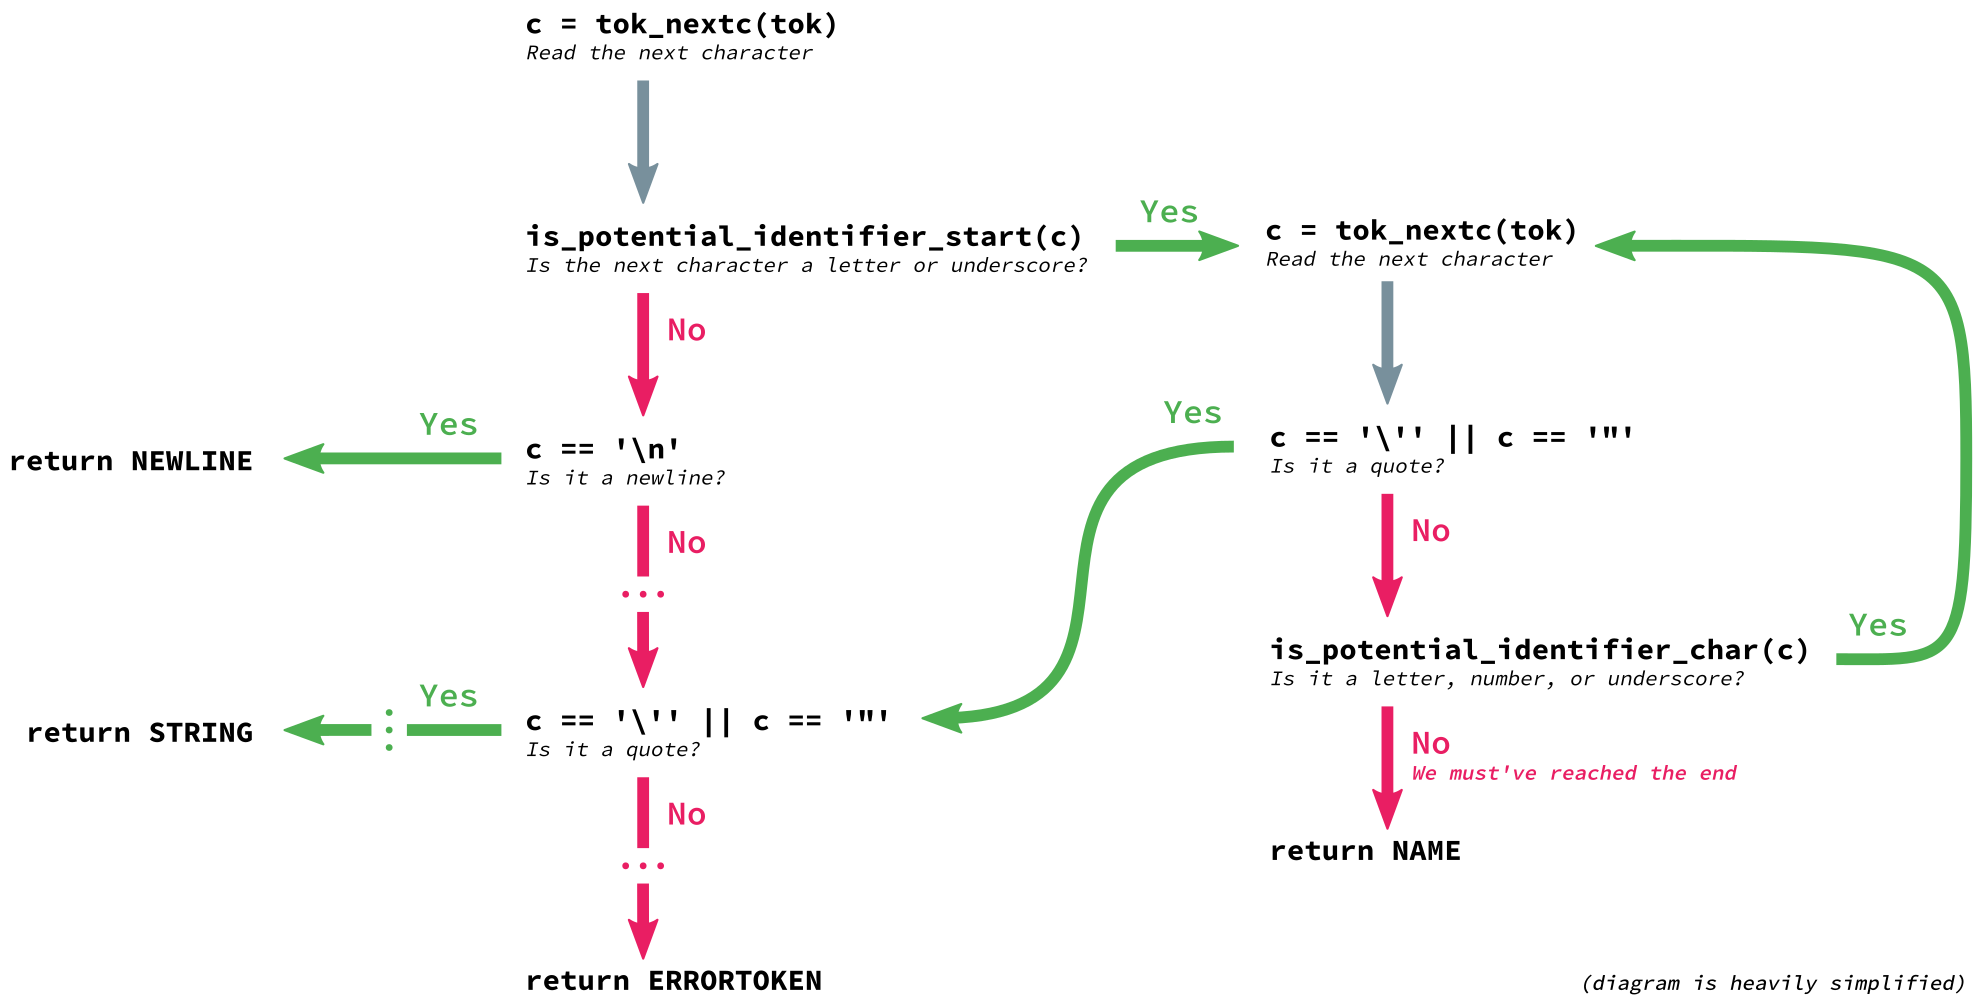 c = tok_nextc(tok)
Read the next character
is_potential_identifier_start(c)
Is the next character a letter or underscore?
Yes
c = tok_nextc(tok)
Read the next character
No
return NEWLINE
Yes
c == '\n'
Is it a newline?
Yes
c == '\'' || c == '"'
Is it a quote?
No
No
...
is_potential_identifier_char(c)
Is it a letter, number, or underscore?
Yes
return STRING
Yes
c == '\'' || c == '"'
Is it a quote?
No
We must've reached the end
No
...
return NAME
return ERRORTOKEN
(diagram is heavily simplified)